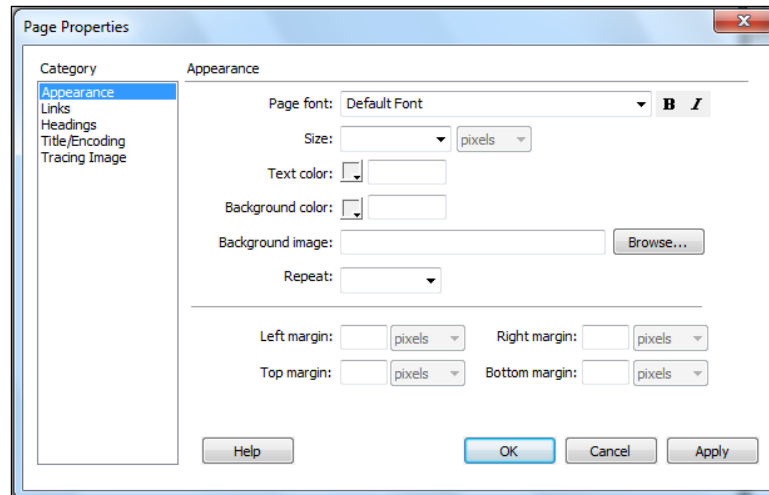 Page Properties
X
Category
Appearance
Links
Headings
Title/Encoding
Tracing Image
Appearance
Page font: Default Font B I
Size: pixels
Text color:
Background color:
Background image: Browse...
Repeat:
Left margin: pixels Right margin: pixels
Top margin: pixels Bottom margin: pixels
Help OK Cancel Apply